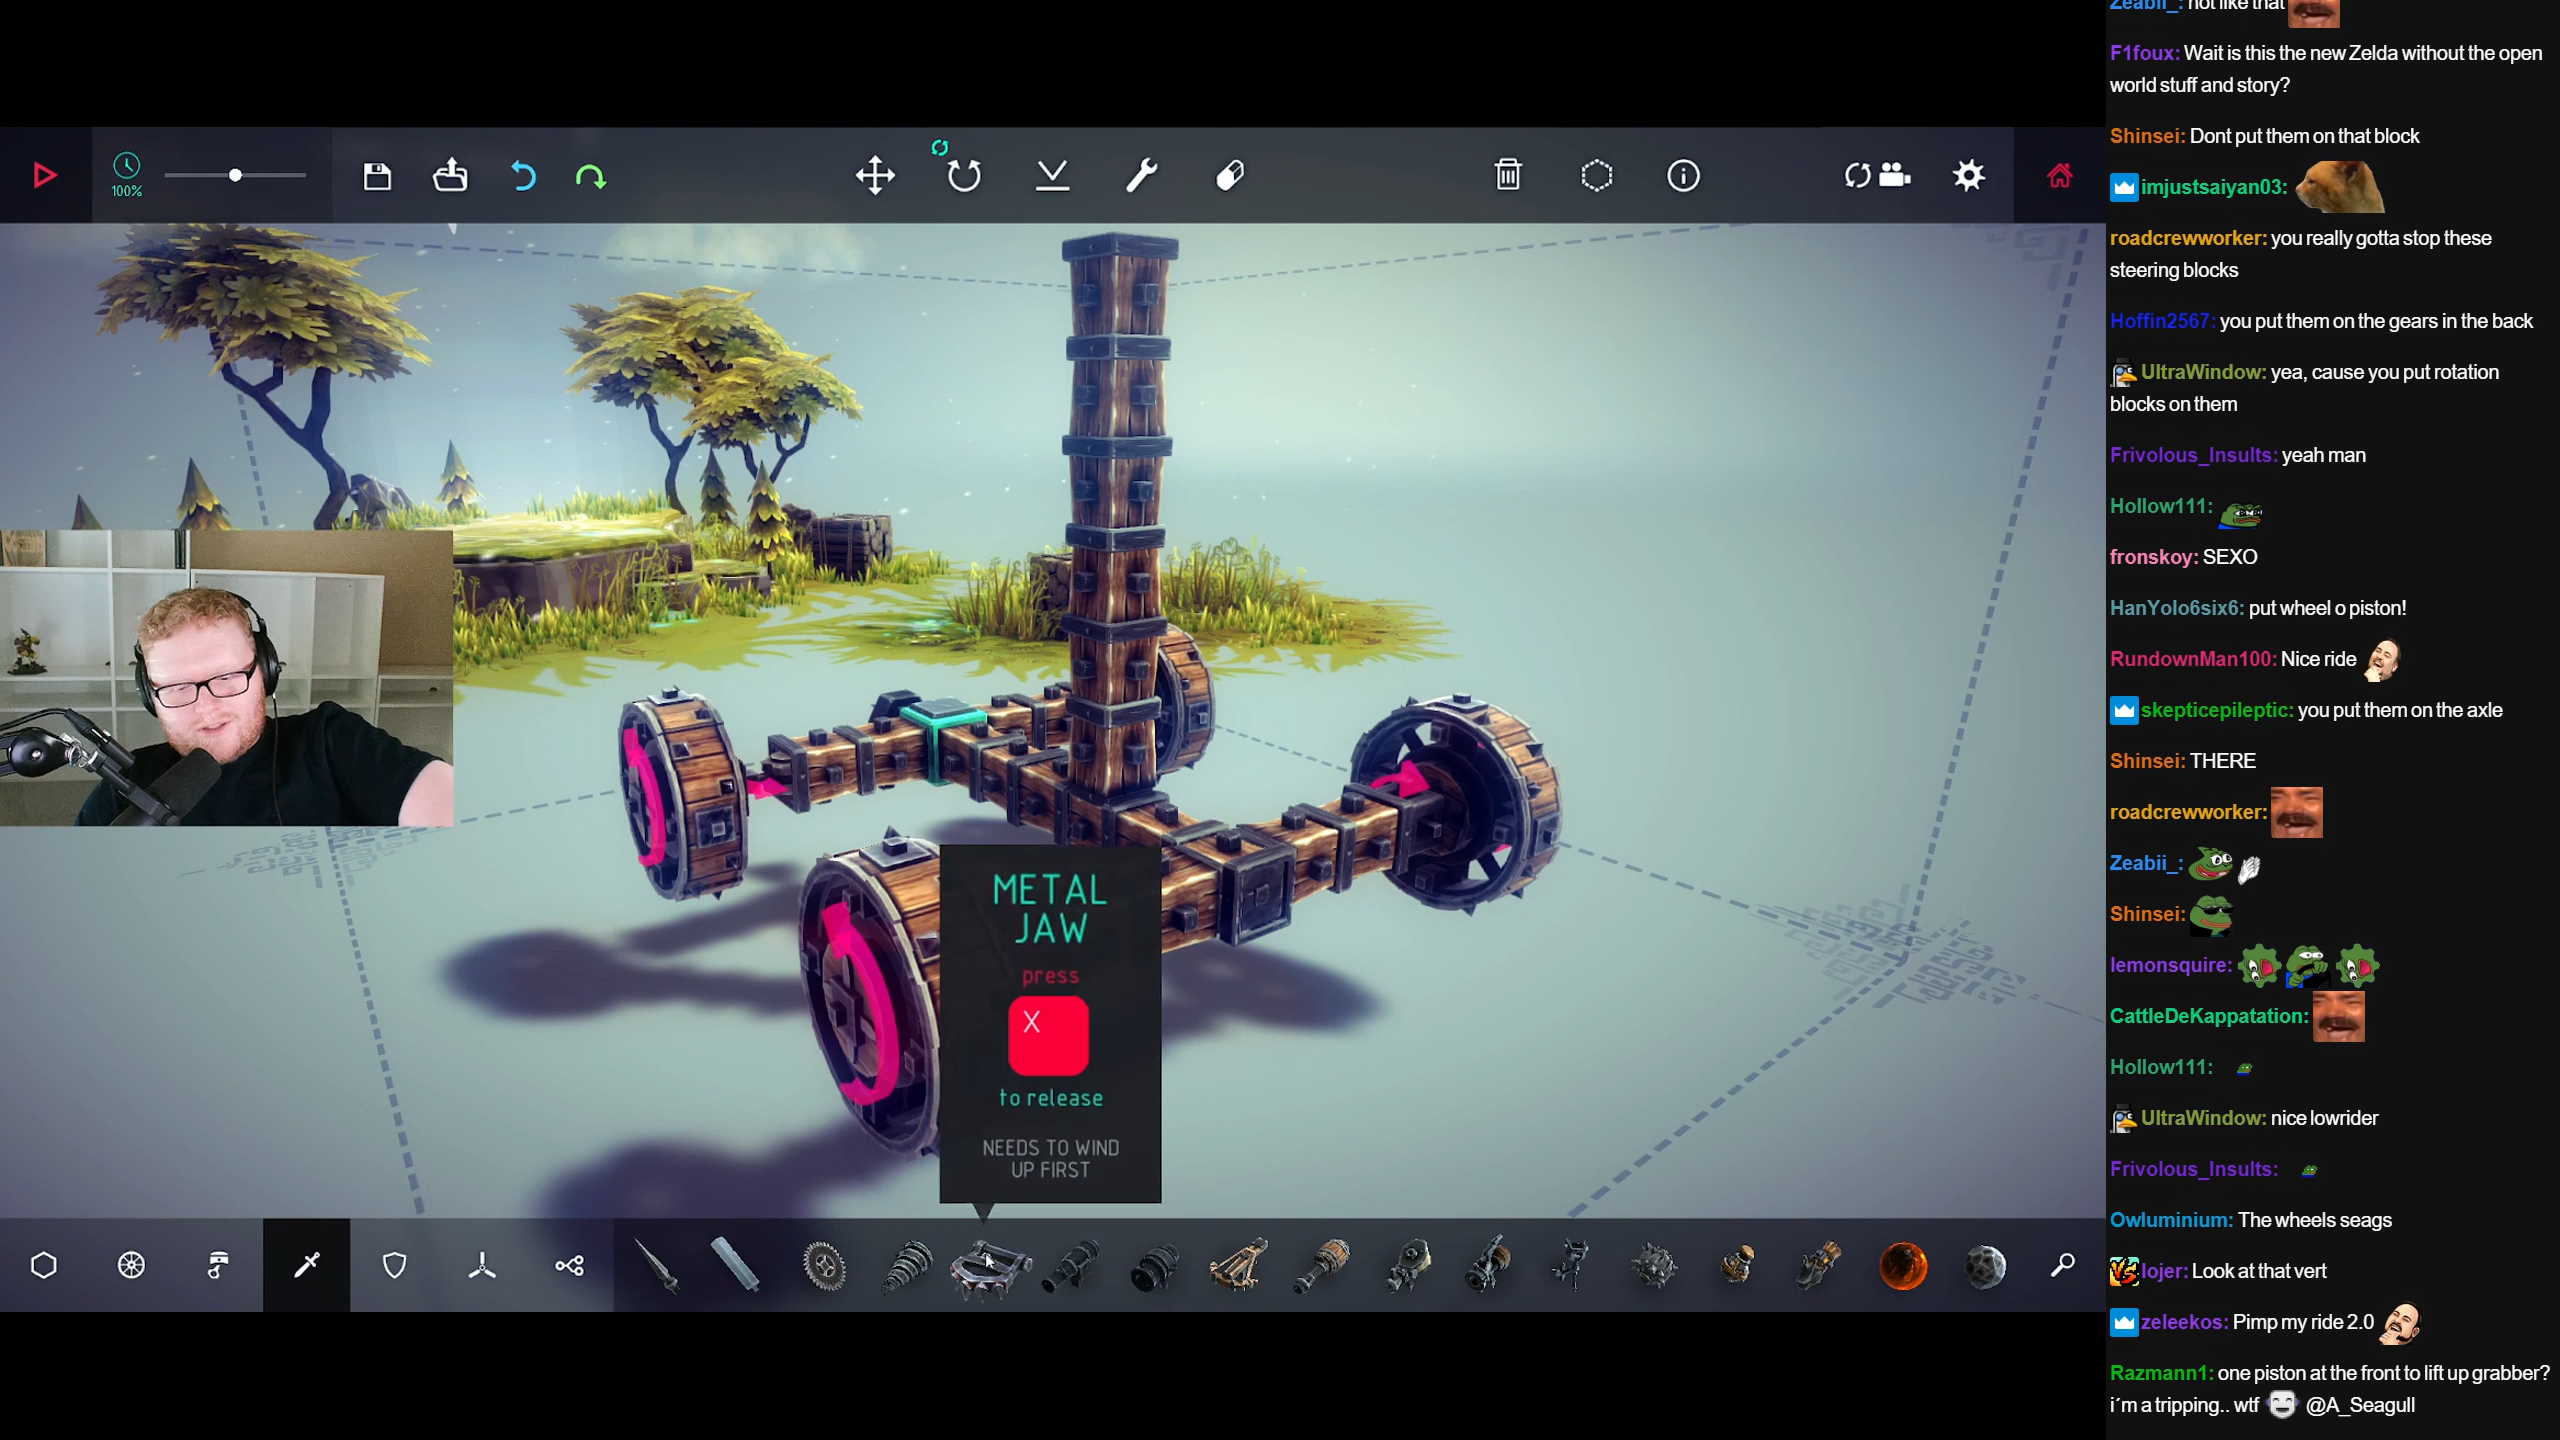 100%
METAL
JAW
press
X
to release
NEEDS TO WIND
UP FIRST
Zeabii_: not like that
F1foux: Wait is this the new Zelda without the open
world stuff and story?
Shinsei: Dont put them on that block
imjustsaiyan03:
roadcrewworker: you really gotta stop these
steering blocks
Hoffin2567: you put them on the gears in the back
UltraWindow: yea, cause you put rotation
blocks on them
Frivolous_Insults: yeah man
Hollow111:
fronskoy: SEXO
HanYolo6six6: put wheel o piston!
RundownMan100: Nice ride
skepticepileptic: you put them on the axle
Shinsei: THERE
roadcrewworker:
Zeabii_:
Shinsei:
lemonsquire:
CattleDeKappatation:
Hollow111:
UltraWindow: nice lowrider
Frivolous_Insults:
Owluminium: The wheels seags
lojer: Look at that vert
zeleekos: Pimp my ride 2.0
Razmann1: one piston at the front to lift up grabber?
i´m a tripping.. wtf @A_Seagull